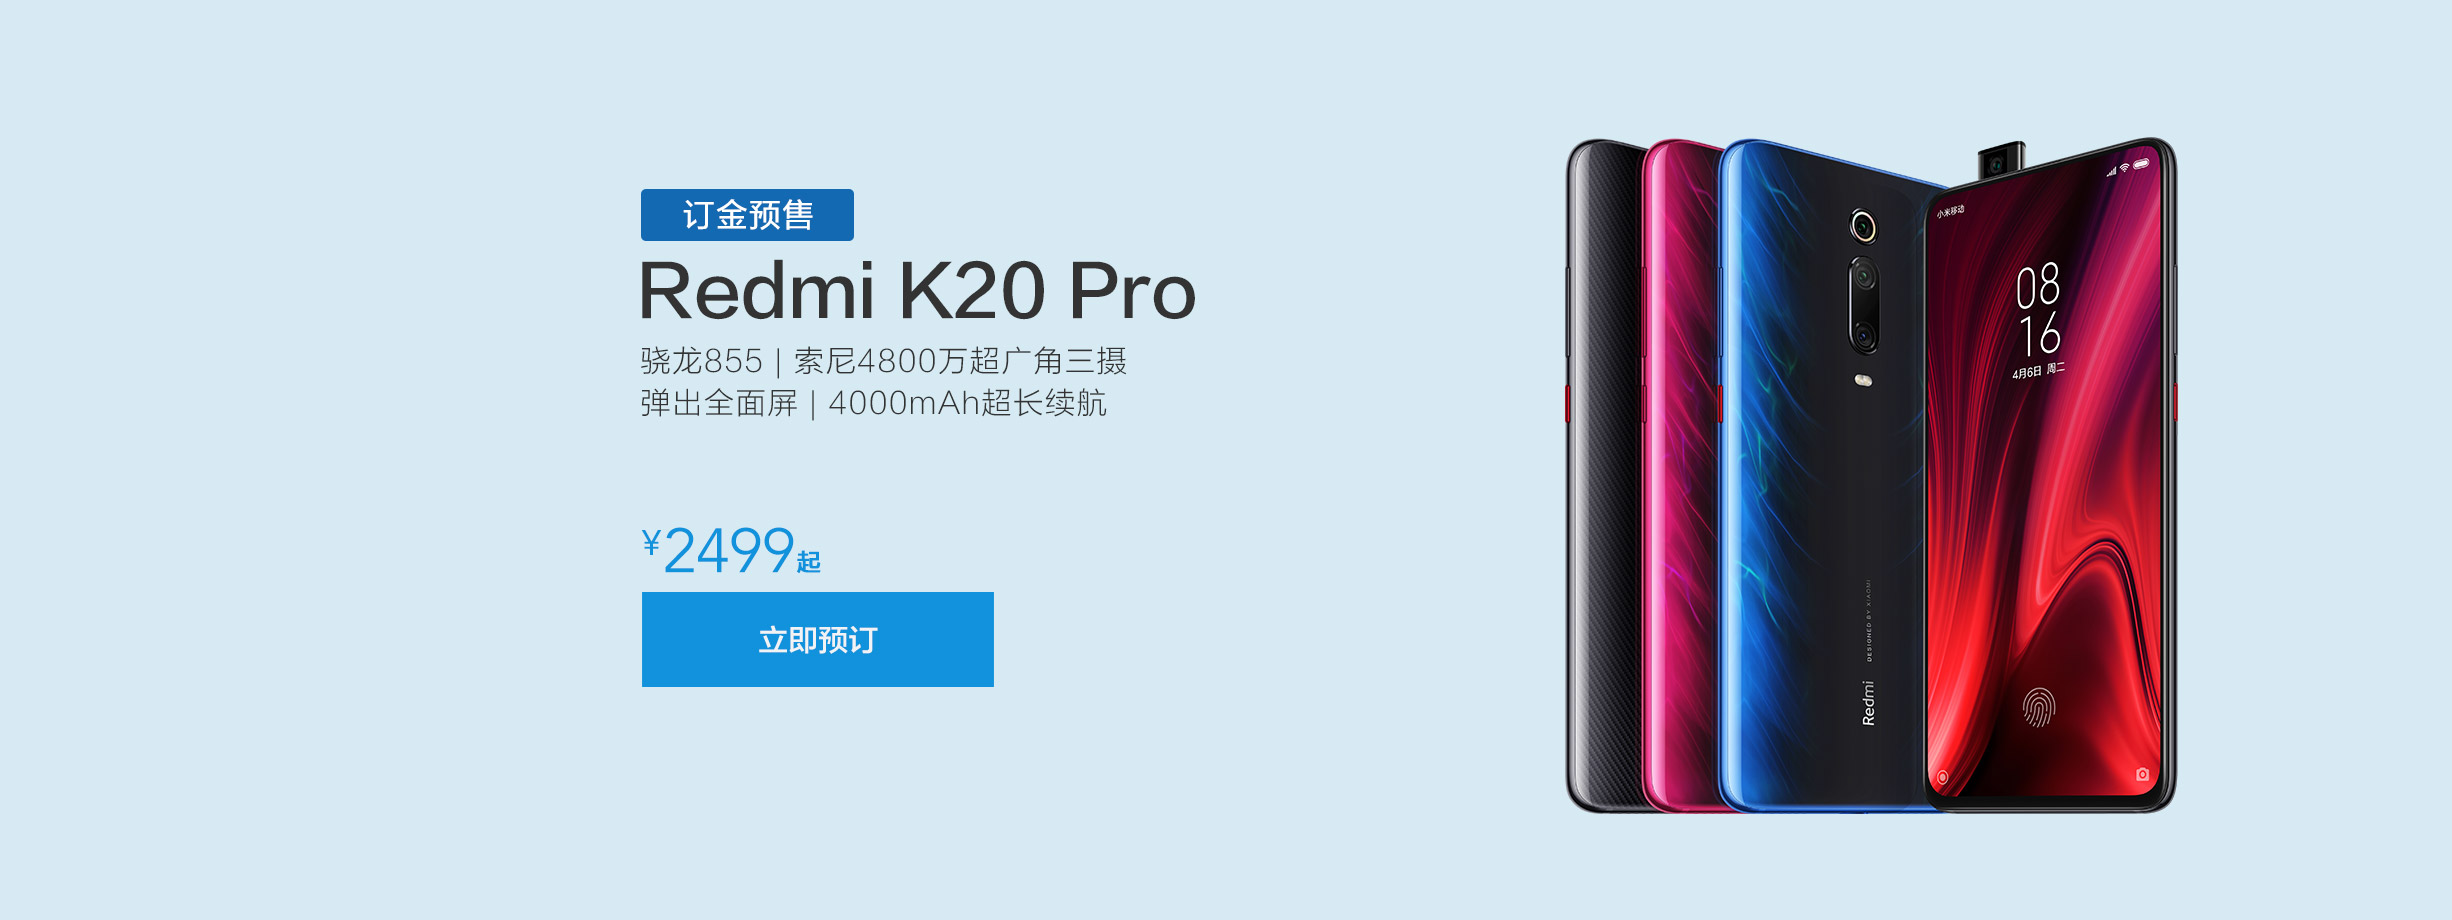 订金预售
Redmi K20 Pro
骁龙855 | 索尼4800万超广角三摄
弹出全面屏 | 4000mAh超长续航
¥2499起
立即预订
Redmi
DESIGNED BY XIAOMI
小米移动
08
16
4月6日 周二